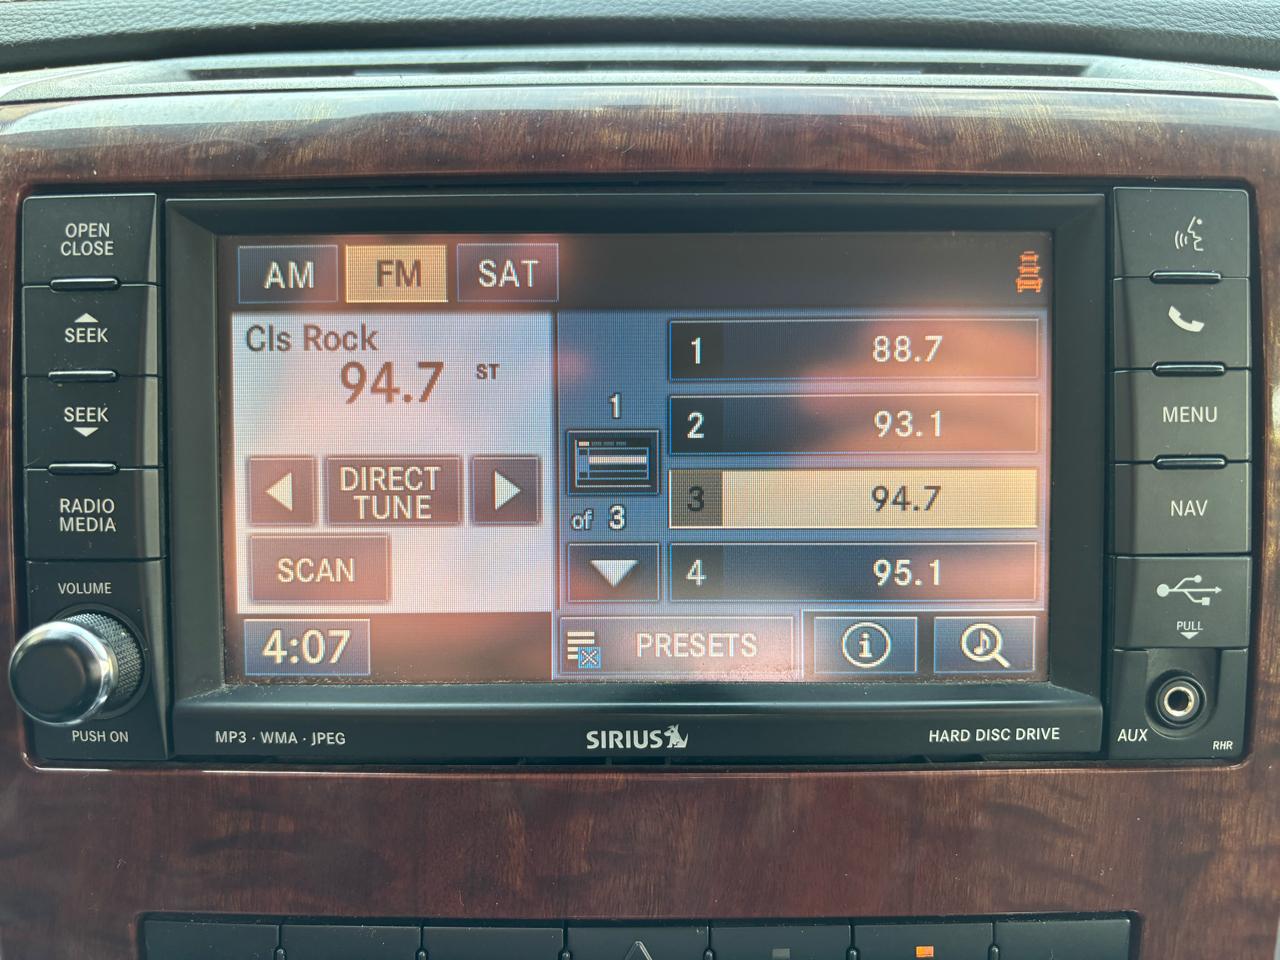 OPEN
CLOSE
SEEK
SEEK
RADIO
MEDIA
VOLUME
PUSH ON
AM FM SAT
Cls Rock
94.7 ST
DIRECT
TUNE
SCAN
4:07
1
of 3
1 88.7
2 93.1
3 94.7
4 95.1
PRESETS
i
MP3 · WMA · JPEG
SIRIUS
HARD DISC DRIVE
MENU
NAV
PULL
AUX
RHR